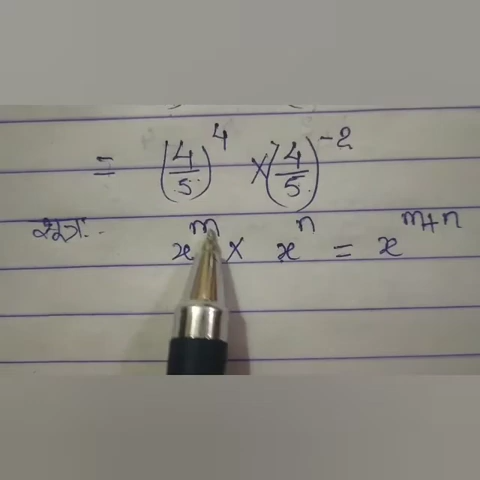 = (4/5)^4 × (4/5)^-2
सूत्र:- x^m × x^n = x^m+n